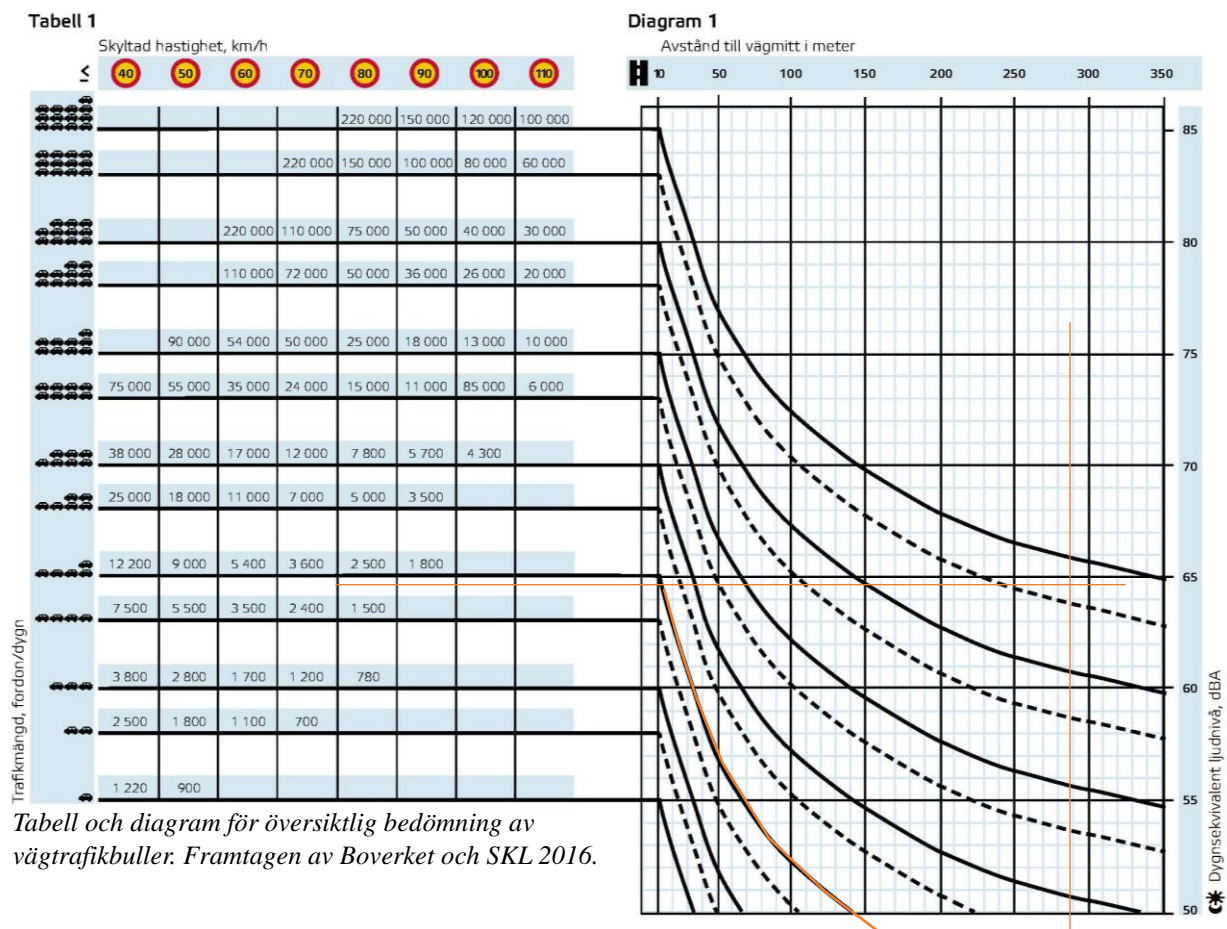 Tabell 1
Skyltad hastighet, km/h
≤ 40 50 60 70 80 90 100 110
220 000 150 000 120 000 100 000
220 000 150 000 100 000 80 000 60 000
220 000 110 000 75 000 50 000 40 000 30 000
110 000 72 000 50 000 36 000 26 000 20 000
90 000 54 000 50 000 25 000 18 000 13 000 10 000
75 000 55 000 35 000 24 000 15 000 11 000 85 000 6 000
38 000 28 000 17 000 12 000 7 800 5 700 4 300
25 000 18 000 11 000 7 000 5 000 3 500
12 200 9 000 5 400 3 600 2 500 1 800
7 500 5 500 3 500 2 400 1 500
3 800 2 800 1 700 1 200 780
2 500 1 800 1 100 700
1 220 900
Trafikmängd, fordon/dygn
Tabell och diagram för översiktlig bedömning av
vägtrafikbuller. Framtagen av Boverket och SKL 2016.
Diagram 1
Avstånd till vägmitt i meter
10 50 100 150 200 250 300 350
85
80
75
70
65
60
55
50
Dygnsekvivalent ljudnivå, dBA